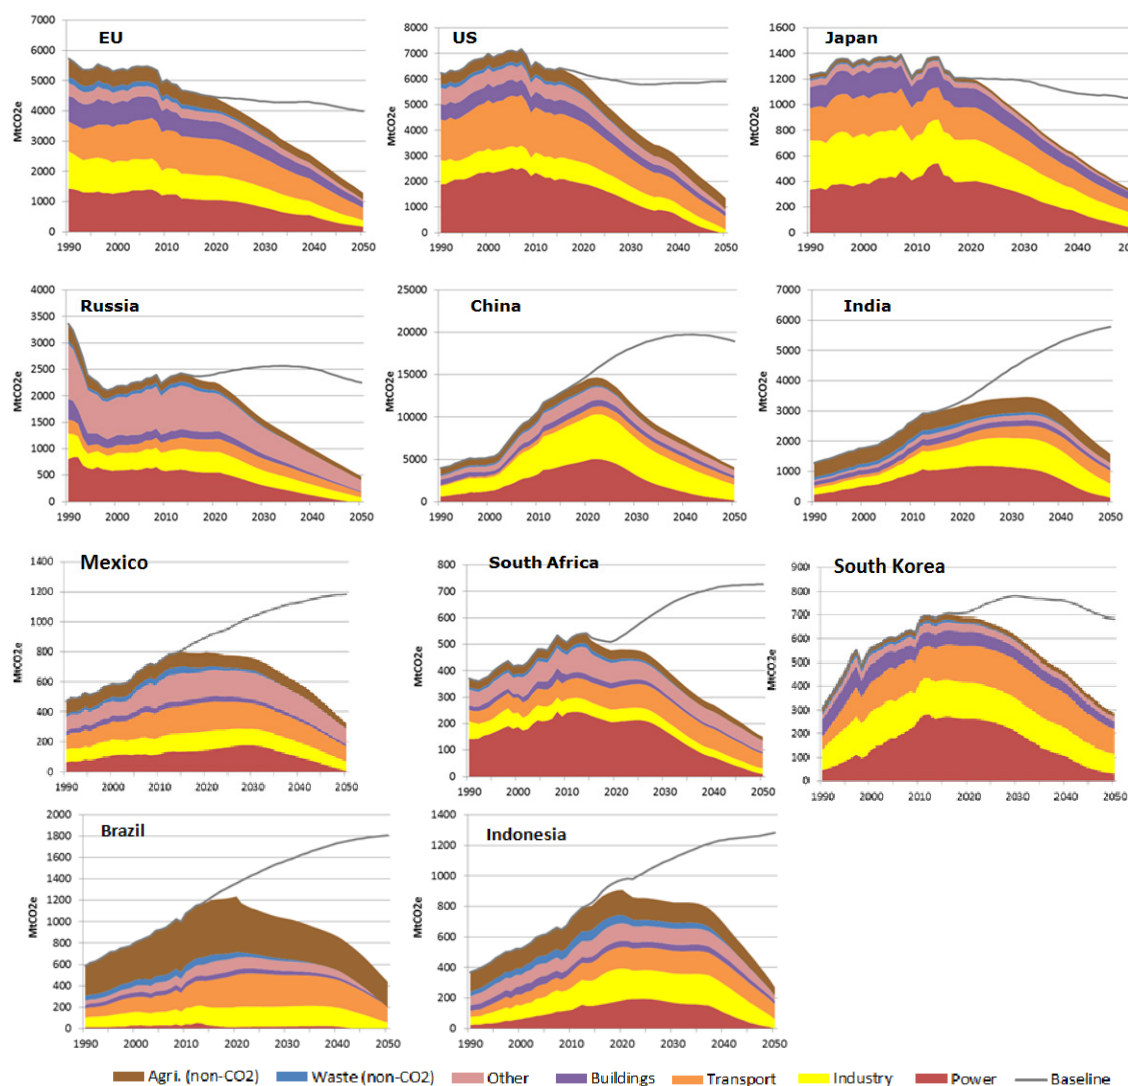 EU
MtCO2e
7000
6000
5000
4000
3000
2000
1000
0
1990 2000 2010 2020 2030 2040 2050
US
MtCO2e
8000
7000
6000
5000
4000
3000
2000
1000
0
1990 2000 2010 2020 2030 2040 2050
Japan
MtCO2e
1600
1400
1200
1000
800
600
400
200
0
1990 2000 2010 2020 2030 2040 2050
Russia
MtCO2e
4000
3500
3000
2500
2000
1500
1000
500
0
1990 2000 2010 2020 2030 2040 2050
China
MtCO2e
25000
20000
15000
10000
5000
0
1990 2000 2010 2020 2030 2040 2050
India
MtCO2e
7000
6000
5000
4000
3000
2000
1000
0
1990 2000 2010 2020 2030 2040 2050
Mexico
MtCO2e
1400
1200
1000
800
600
400
200
0
1990 2000 2010 2020 2030 2040 2050
South Africa
MtCO2e
800
700
600
500
400
300
200
100
0
1990 2000 2010 2020 2030 2040 2050
South Korea
MtCO2e
900
800
700
600
500
400
300
200
100
0
1990 2000 2010 2020 2030 2040 2050
Brazil
MtCO2e
2000
1800
1600
1400
1200
1000
800
600
400
200
0
1990 2000 2010 2020 2030 2040 2050
Indonesia
MtCO2e
1400
1200
1000
800
600
400
200
0
1990 2000 2010 2020 2030 2040 2050
Agri. (non-CO2) Waste (non-CO2) Other Buildings Transport Industry Power Baseline